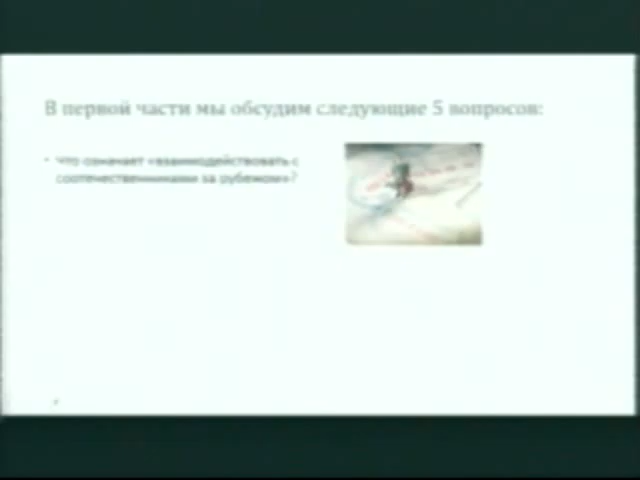 В первой части мы обсудим следующие 5 вопросов:
• что означает «взаимодействовать с
соотечественниками за рубежом»?